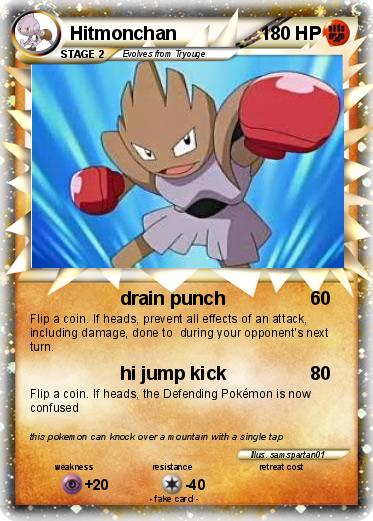 Hitmonchan 180 HP
STAGE 2 Evolves from Tryouge
drain punch 60
Flip a coin. If heads, prevent all effects of an attack,
including damage, done to during your opponent's next
turn.
hi jump kick 80
Flip a coin. If heads, the Defending Pokémon is now
confused
this pokemon can knock over a mountain with a single tap
Illus. samspartan01
weakness resistance retreat cost
+20 -40
- fake card -